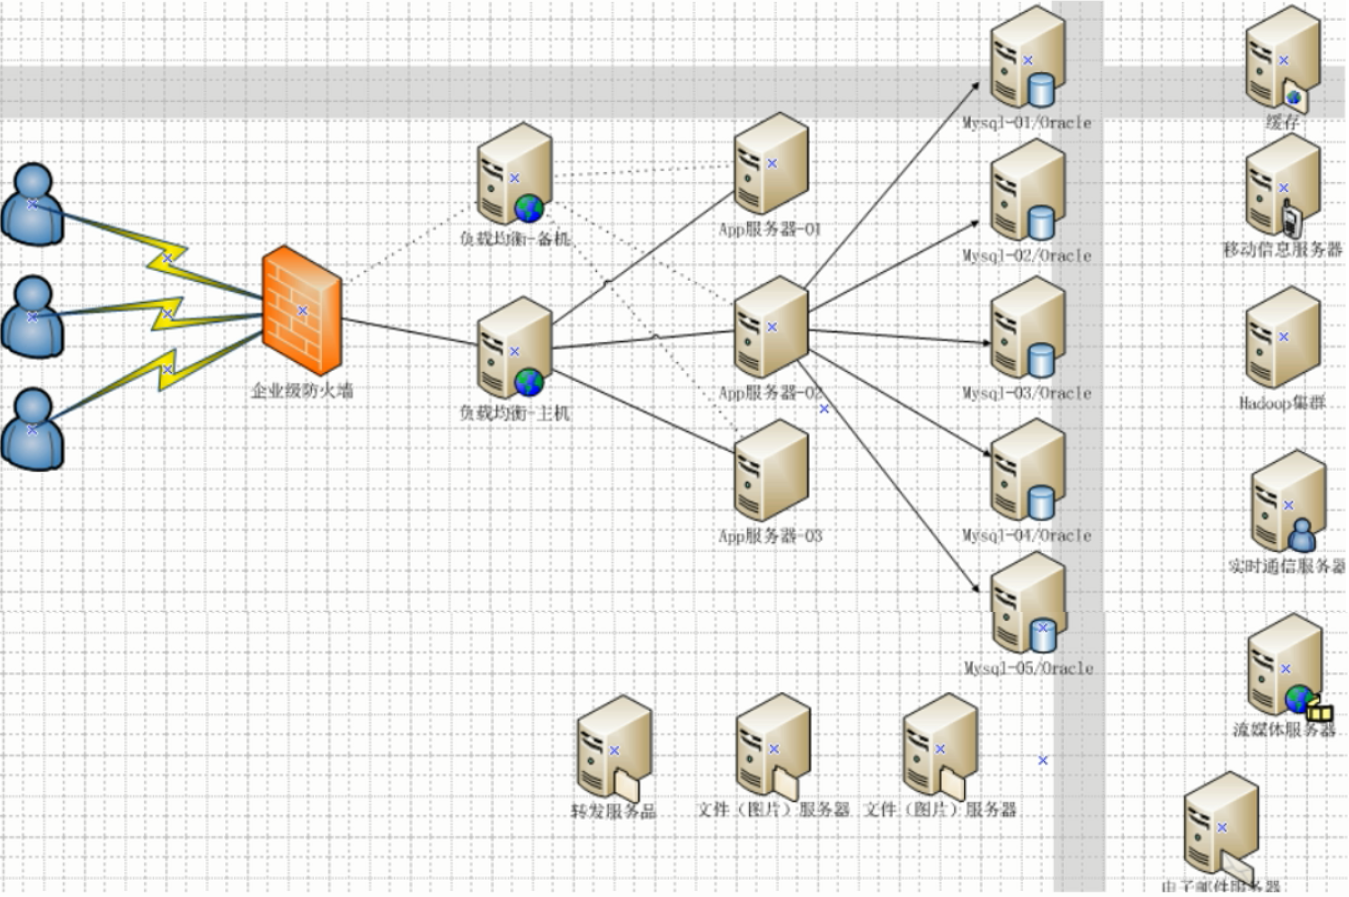 Mysql-01/Oracle
缓存
负载均衡-备机
App服务器-01
Mysql-02/Oracle
移动信息服务器
企业级防火墙
负载均衡-主机
App服务器-02
Mysql-03/Oracle
Hadoop集群
App服务器-03
Mysql-04/Oracle
实时通信服务器
Mysql-05/Oracle
流媒体服务器
转发服务品
文件（图片）服务器
文件（图片）服务器
电子邮件服务器